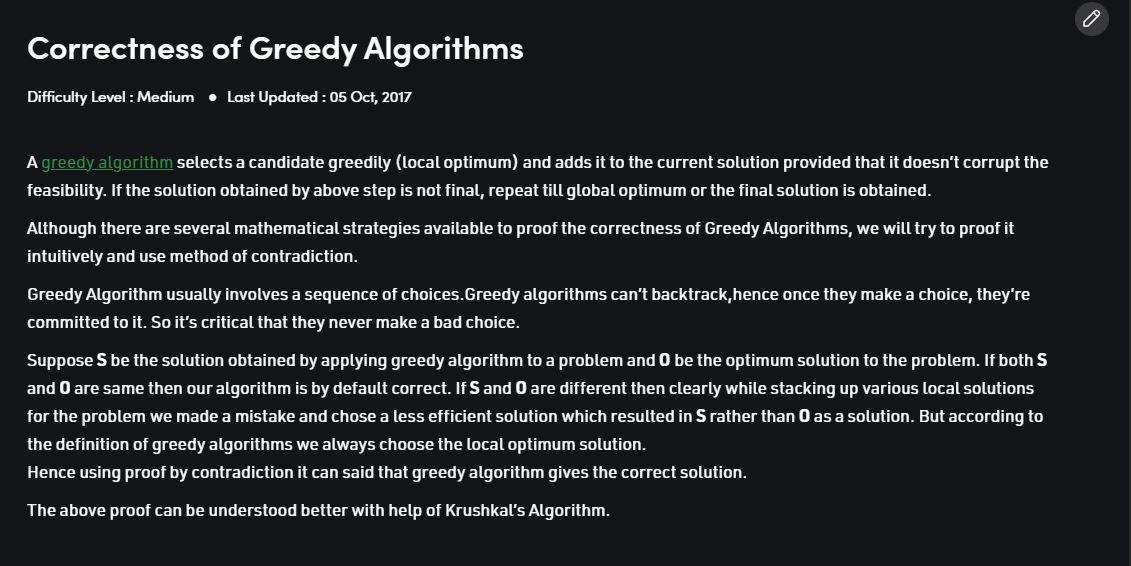 Correctness of Greedy Algorithms
Difficulty Level : Medium ● Last Updated : 05 Oct, 2017
A greedy algorithm selects a candidate greedily (local optimum) and adds it to the current solution provided that it doesn’t corrupt the
feasibility. If the solution obtained by above step is not final, repeat till global optimum or the final solution is obtained.
Although there are several mathematical strategies available to proof the correctness of Greedy Algorithms, we will try to proof it
intuitively and use method of contradiction.
Greedy Algorithm usually involves a sequence of choices.Greedy algorithms can’t backtrack,hence once they make a choice, they’re
committed to it. So it’s critical that they never make a bad choice.
Suppose S be the solution obtained by applying greedy algorithm to a problem and O be the optimum solution to the problem. If both S
and O are same then our algorithm is by default correct. If S and O are different then clearly while stacking up various local solutions
for the problem we made a mistake and chose a less efficient solution which resulted in S rather than O as a solution. But according to
the definition of greedy algorithms we always choose the local optimum solution.
Hence using proof by contradiction it can said that greedy algorithm gives the correct solution.
The above proof can be understood better with help of Krushkal’s Algorithm.